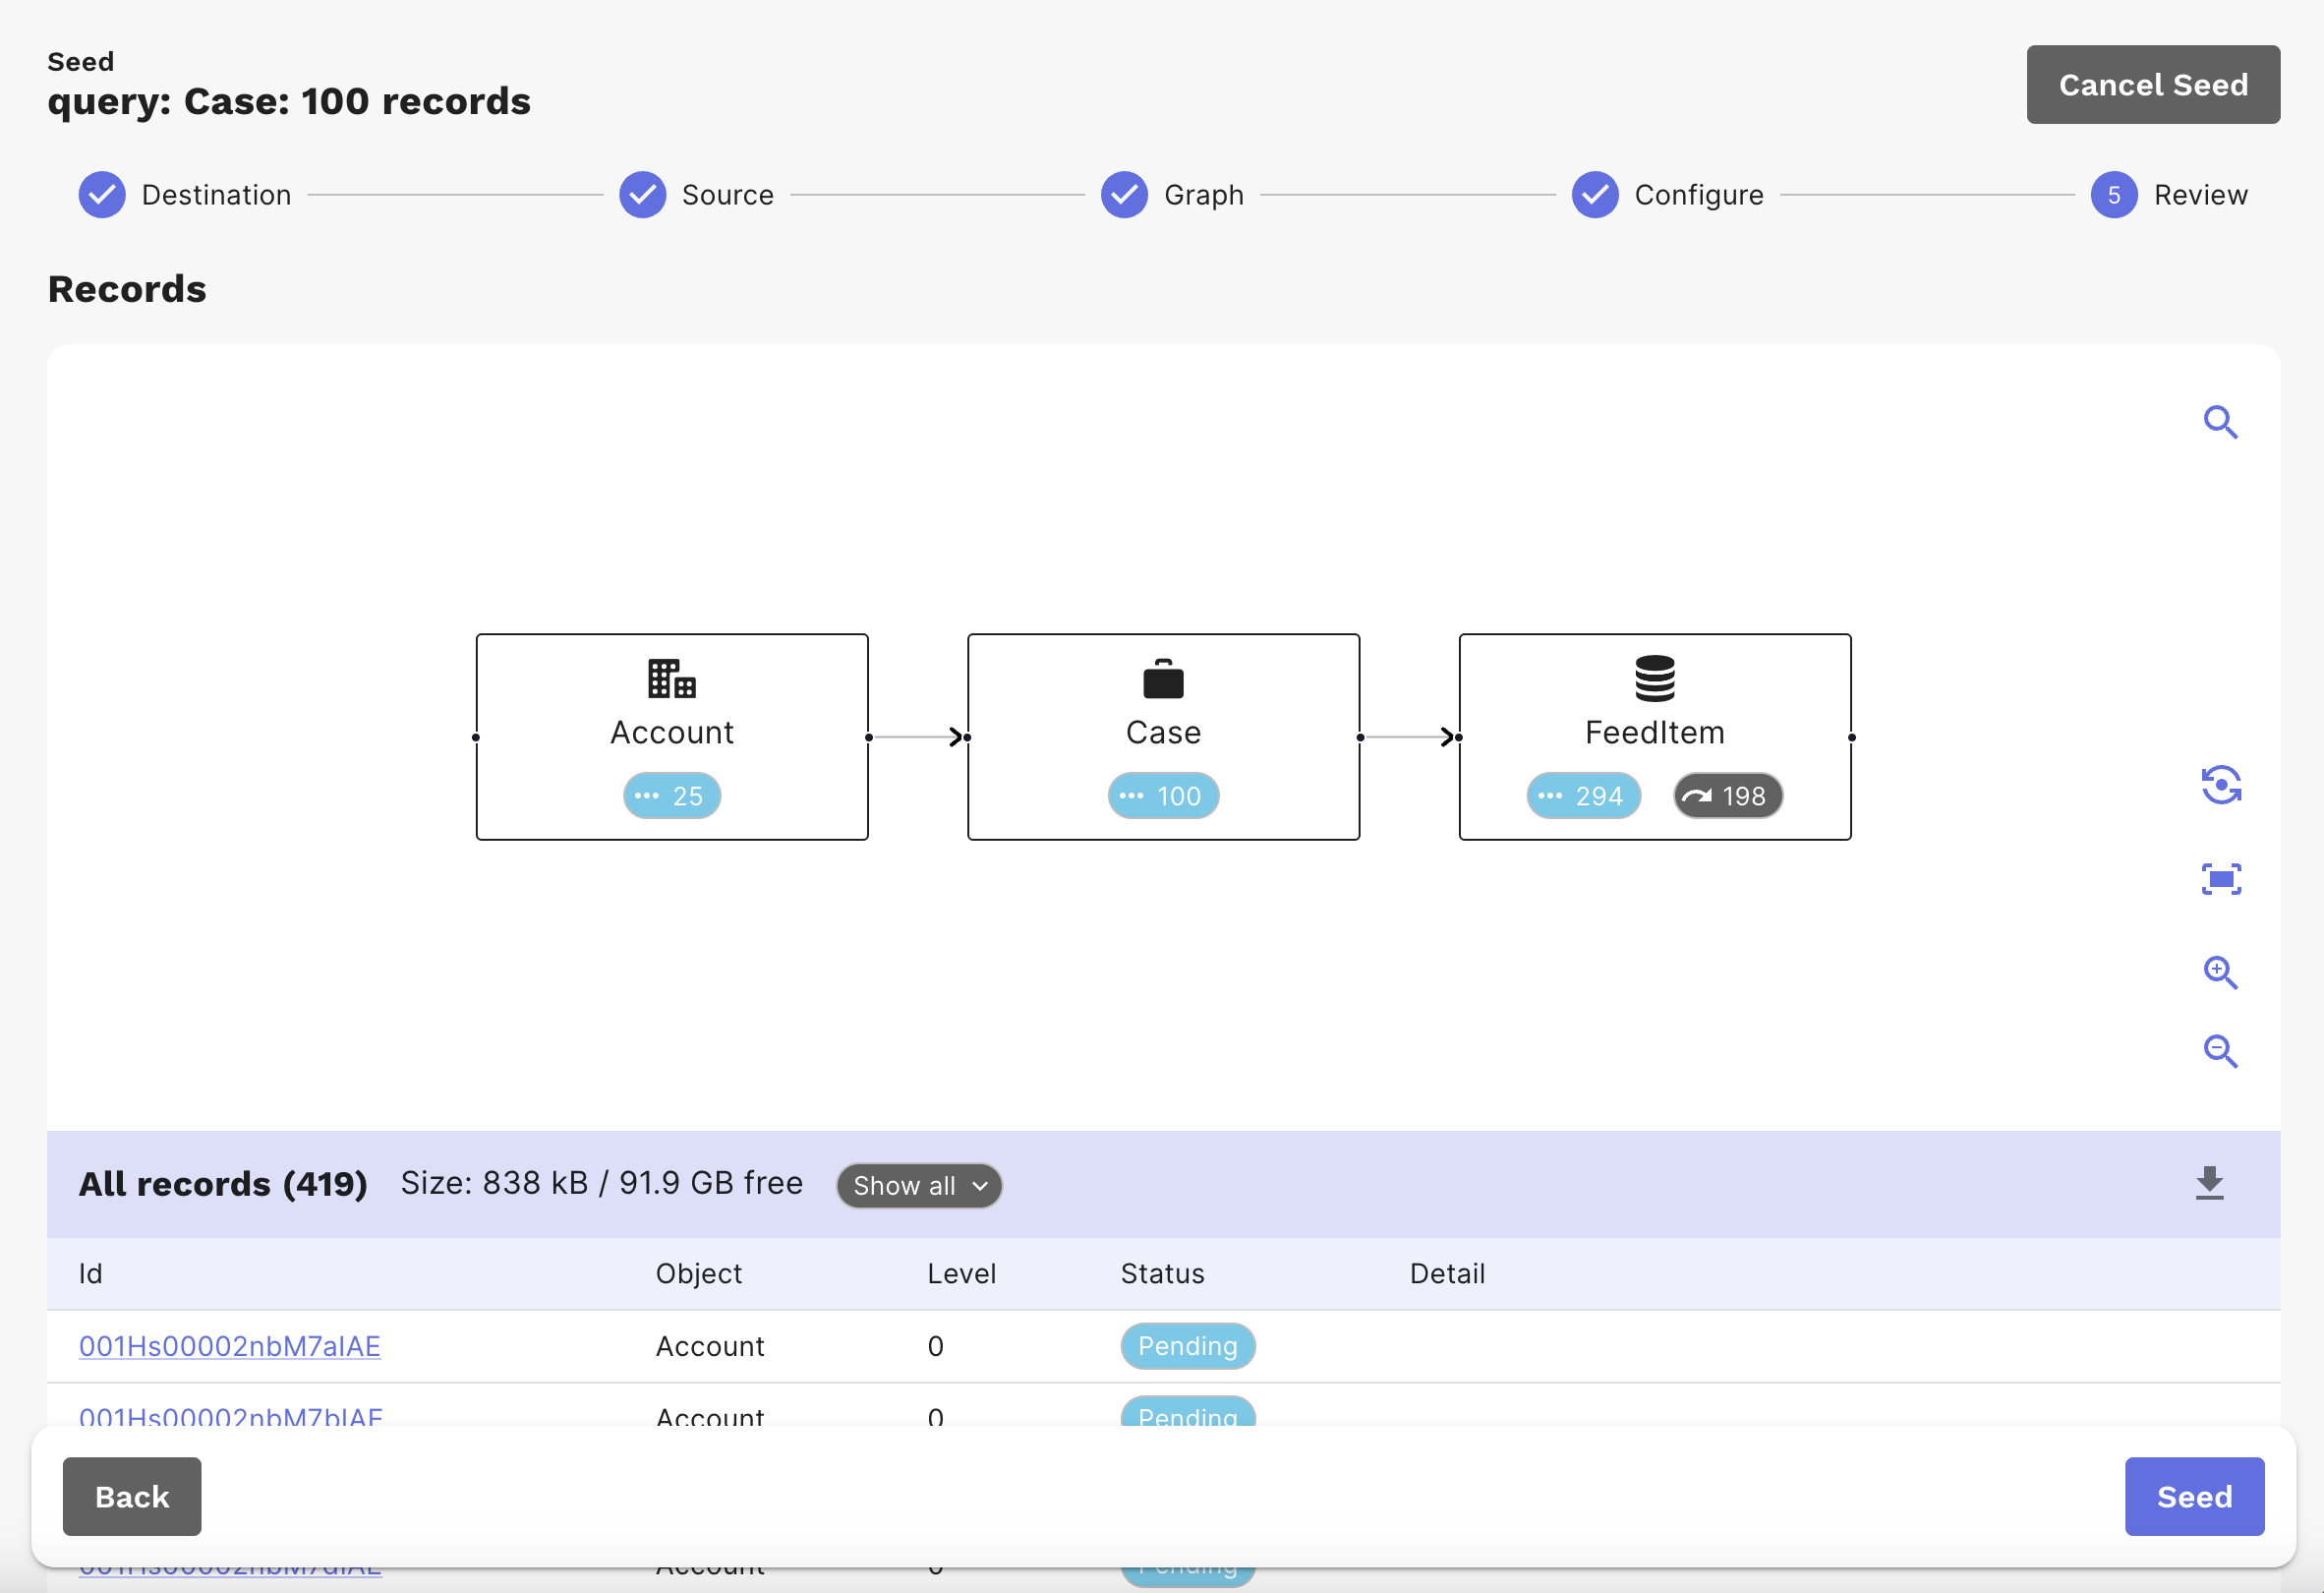 Seed
query: Case: 100 records
Cancel Seed
Destination
Source
Graph
Configure
5 Review
Records
Account
25
Case
100
FeedItem
294 198
All records (419) Size: 838 kB / 91.9 GB free Show all
Id Object Level Status Detail
001Hs00002nbM7aIAE Account 0 Pending
001Hs00002nbM7bIAE Account 0 Pending
Back
Seed
001Hs00002nbM7dIAE Account 0 Pending